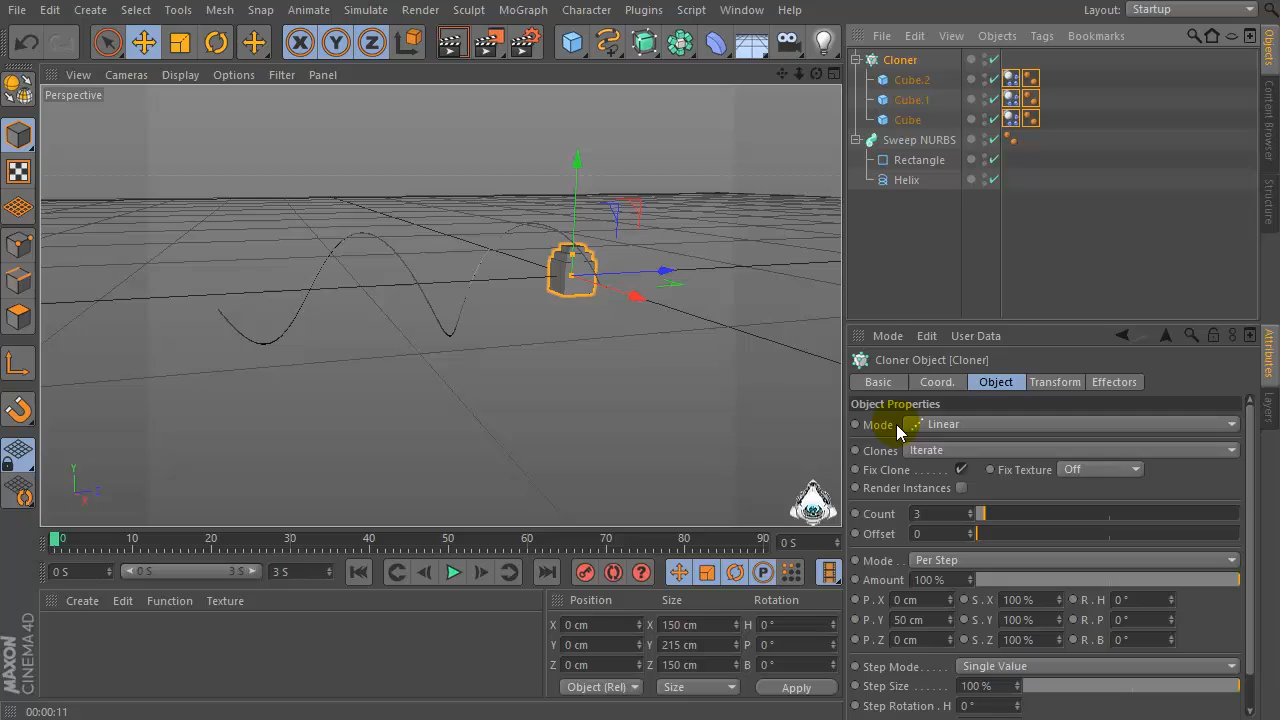 File Edit Create Select Tools Mesh Snap Animate Simulate Render Sculpt MoGraph Character Plugins Script Window Help Layout: Startup
File Edit View Objects Tags Bookmarks
View Cameras Display Options Filter Panel
Perspective
Cloner
Cube.2
Cube.1
Cube
Sweep NURBS
Rectangle
Helix
Objects
Content Browser
Structure
Mode Edit User Data
Cloner Object [Cloner]
Basic Coord. Object Transform Effectors
Object Properties
Mode Linear
Clones Iterate
Fix Clone Fix Texture Off
Render Instances
Count 3
Offset 0
Mode Per Step
Amount 100 %
P . X 0 cm S . X 100 % R . H 0 °
P . Y 50 cm S . Y 100 % R . P 0 °
P . Z 0 cm S . Z 100 % R . B 0 °
Step Mode Single Value
Step Size 100 %
Step Rotation . H 0 °
Attributes
Layers
Y
Z
X
0 10 20 30 40 50 60 70 80 90 0 S
0 S 0 S 3 S 3 S
Create Edit Function Texture
Position Size Rotation
X 0 cm X 150 cm H 0 °
Y 0 cm Y 215 cm P 0 °
Z 0 cm Z 150 cm B 0 °
Object (Rel) Size Apply
MAXON
CINEMA 4D
00:00:11